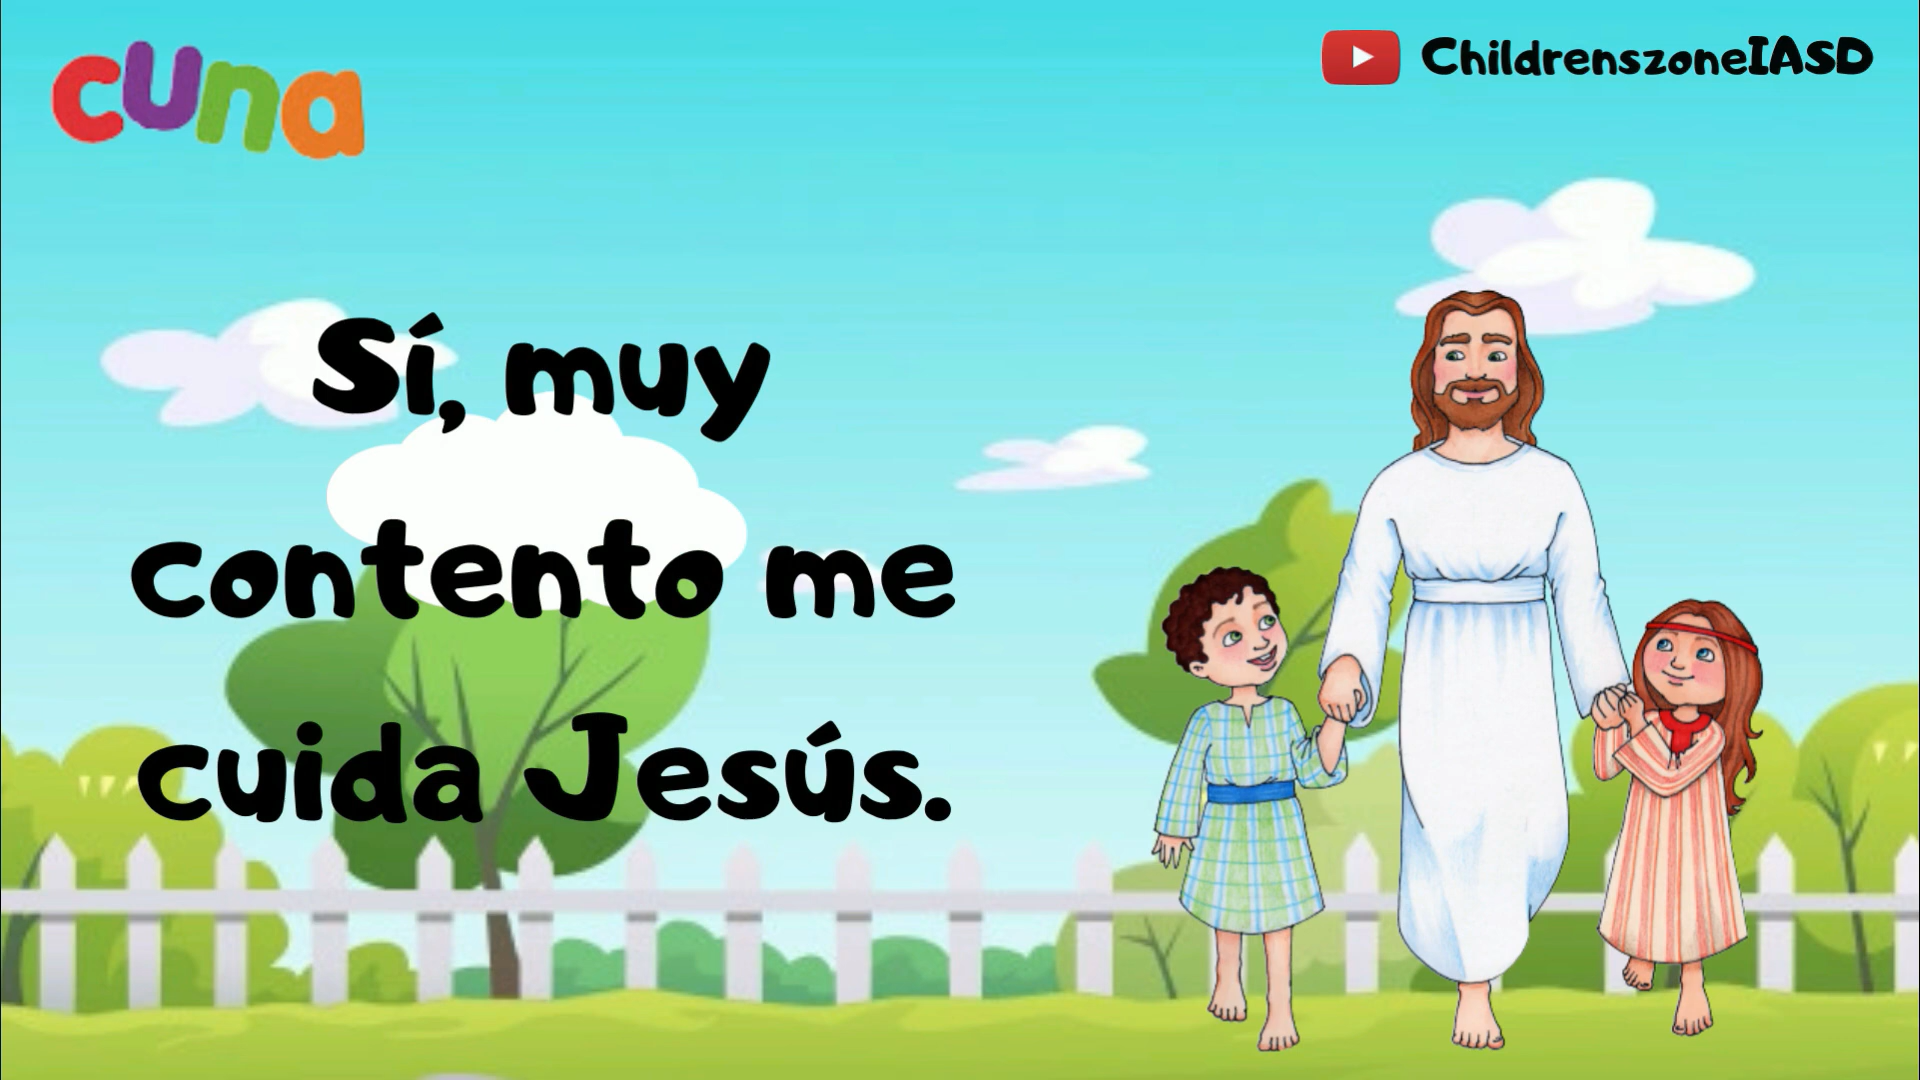 cuna
ChildrenszoneIASD
Sí, muy
contento me
cuida Jesús.